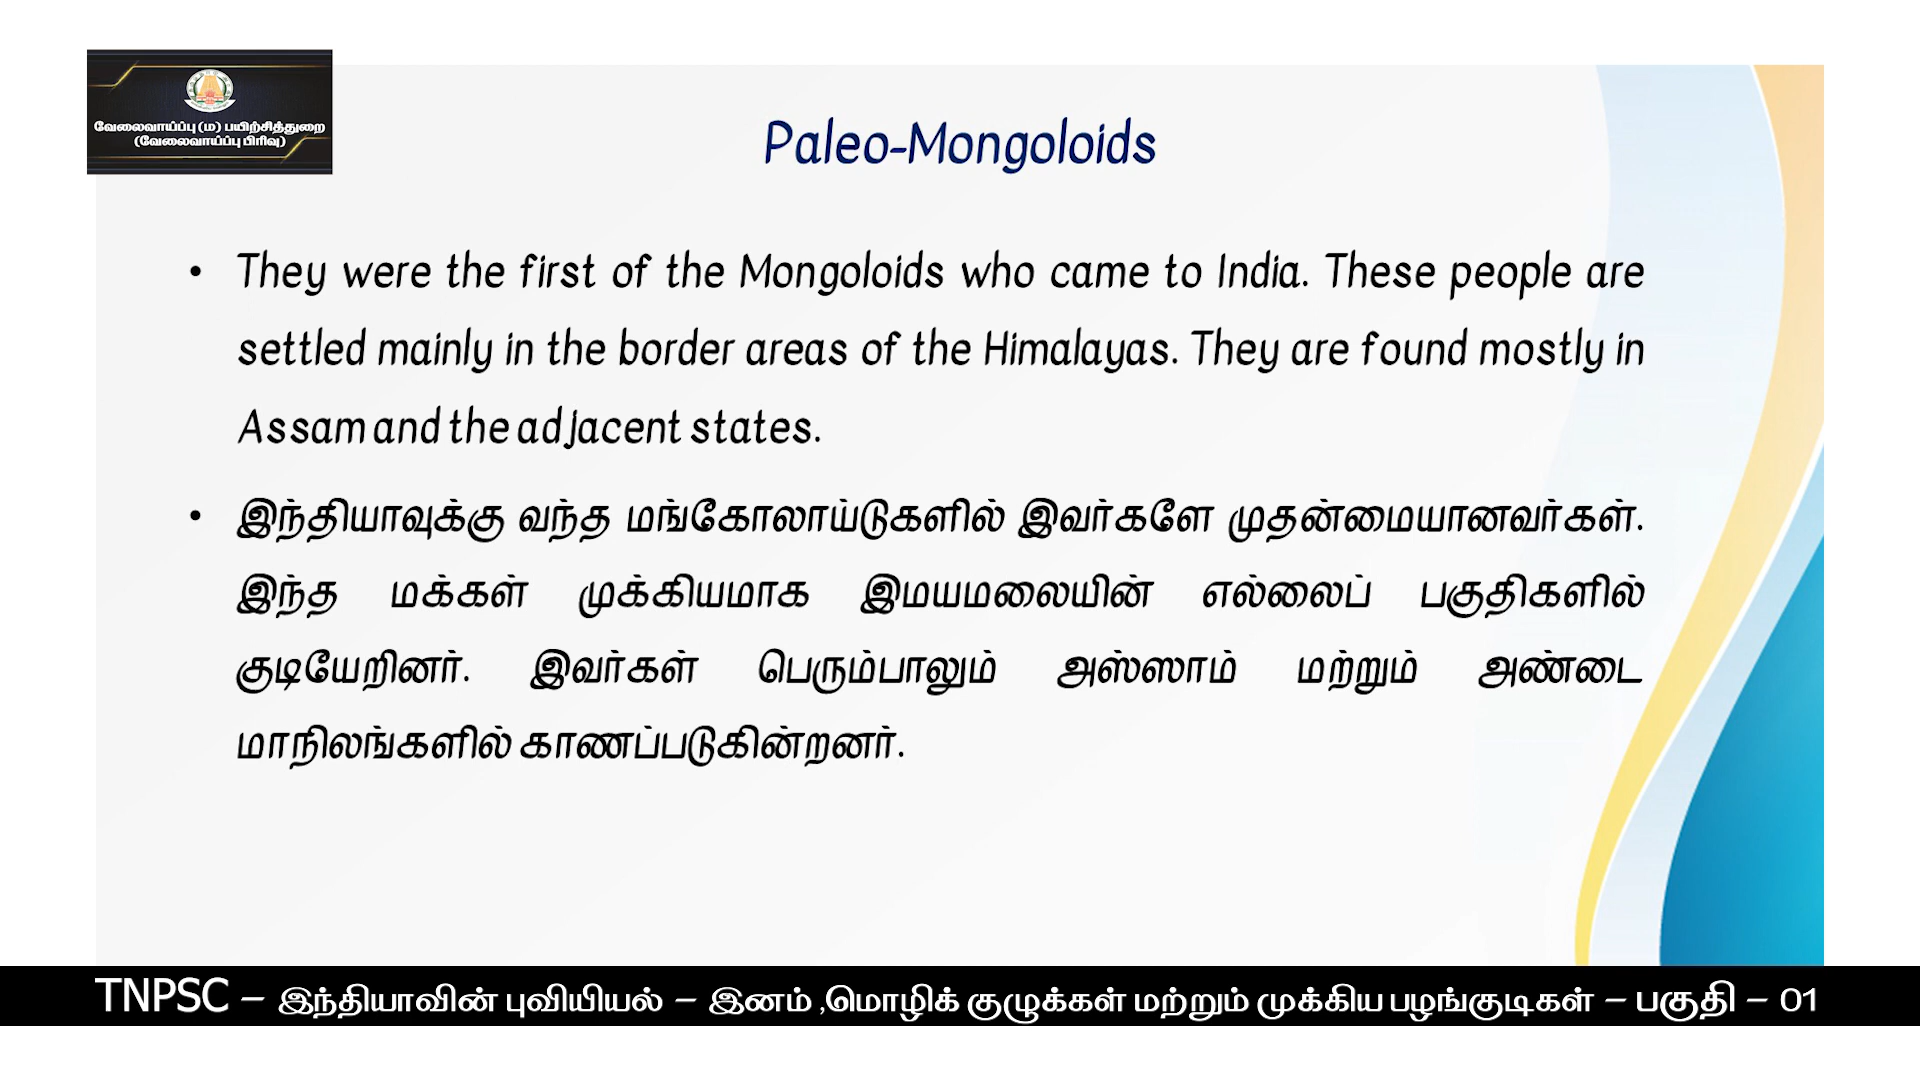 வேலைவாய்ப்பு (ம) பயிற்சித்துறை
(வேலைவாய்ப்பு பிரிவு)
Paleo-Mongoloids
• They were the first of the Mongoloids who came to India. These people are
settled mainly in the border areas of the Himalayas. They are found mostly in
Assam and the adjacent states.
• இந்தியாவுக்கு வந்த மங்கோலாய்டுகளில் இவர்களே முதன்மையானவர்கள்.
இந்த மக்கள் முக்கியமாக இமயமலையின் எல்லைப் பகுதிகளில்
குடியேறினர். இவர்கள் பெரும்பாலும் அஸ்ஸாம் மற்றும் அண்டை
மாநிலங்களில் காணப்படுகின்றனர்.
TNPSC – இந்தியாவின் புவியியல் – இனம் ,மொழிக் குழுக்கள் மற்றும் முக்கிய பழங்குடிகள் – பகுதி – 01